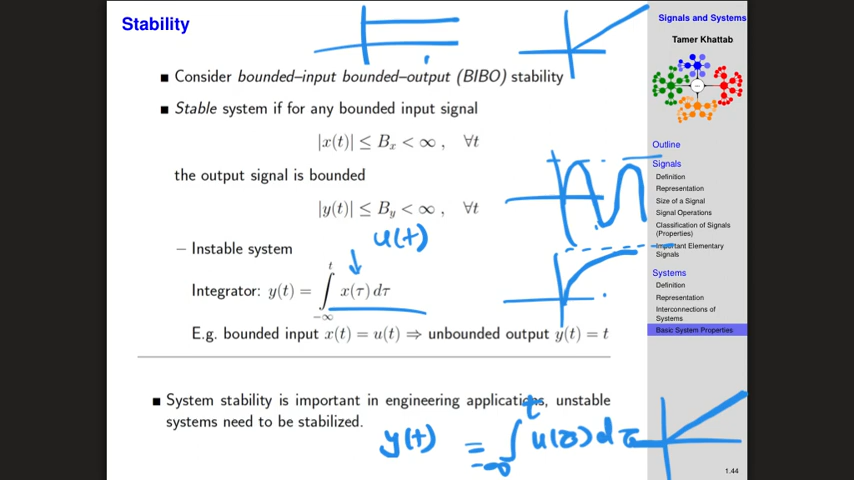 Stability
Signals and Systems
Tamer Khattab
■ Consider bounded–input bounded–output (BIBO) stability
■ Stable system if for any bounded input signal
|x(t)| ≤ Bₓ < ∞ , ∀t
the output signal is bounded
|y(t)| ≤ B_y < ∞ , ∀t
u(t)
– Instable system
Integrator: y(t) = ∫_{-∞}^{t} x(τ) dτ
E.g. bounded input x(t) = u(t) ⇒ unbounded output y(t) = t
■ System stability is important in engineering applications, unstable
systems need to be stabilized.
y(t) = ∫_{-∞}^{t} u(τ) dτ
Outline
Signals
Definition
Representation
Size of a Signal
Signal Operations
Classification of Signals
(Properties)
Important Elementary
Signals
Systems
Definition
Representation
Interconnections of
Systems
Basic System Properties
1.44